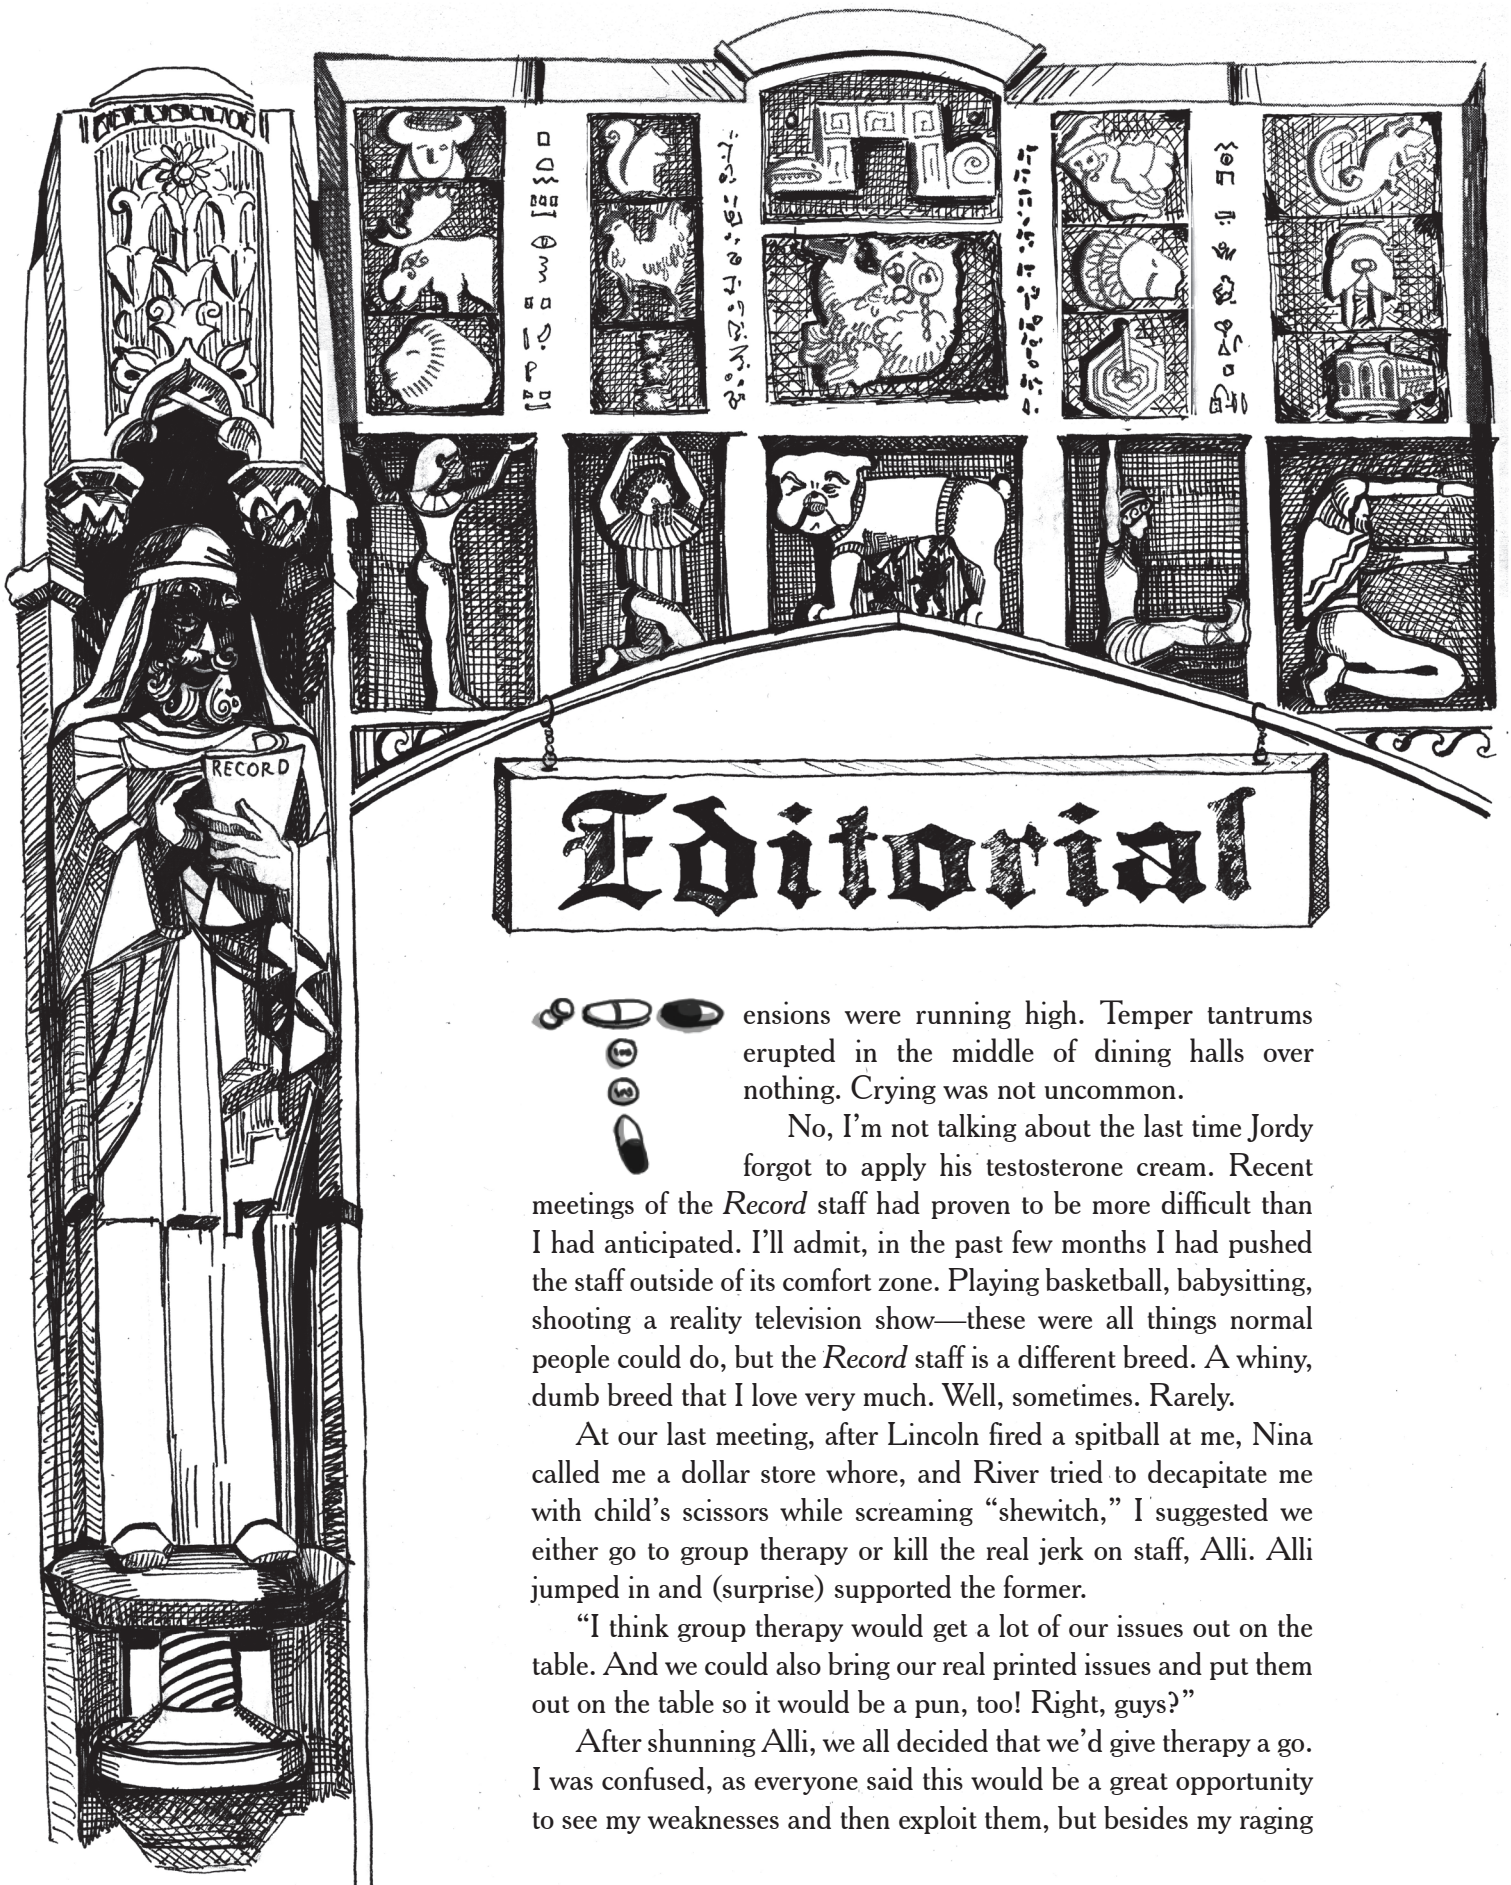 RECORD
Editorial
Tensions were running high. Temper tantrums
erupted in the middle of dining halls over
nothing. Crying was not uncommon.
No, I’m not talking about the last time Jordy
forgot to apply his testosterone cream. Recent
meetings of the Record staff had proven to be more difficult than
I had anticipated. I’ll admit, in the past few months I had pushed
the staff outside of its comfort zone. Playing basketball, babysitting,
shooting a reality television show—these were all things normal
people could do, but the Record staff is a different breed. A whiny,
dumb breed that I love very much. Well, sometimes. Rarely.
At our last meeting, after Lincoln fired a spitball at me, Nina
called me a dollar store whore, and River tried to decapitate me
with child’s scissors while screaming “shewitch,” I suggested we
either go to group therapy or kill the real jerk on staff, Alli. Alli
jumped in and (surprise) supported the former.
“I think group therapy would get a lot of our issues out on the
table. And we could also bring our real printed issues and put them
out on the table so it would be a pun, too! Right, guys?”
After shunning Alli, we all decided that we’d give therapy a go.
I was confused, as everyone said this would be a great opportunity
to see my weaknesses and then exploit them, but besides my raging